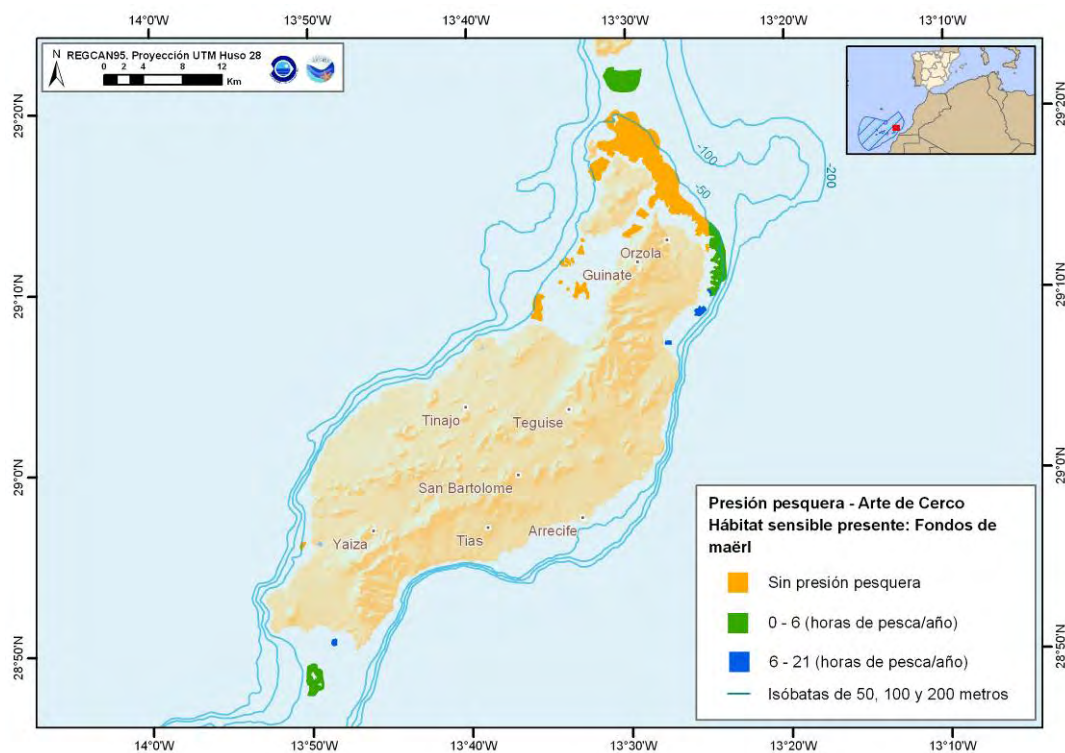 14°0'W 13°50'W 13°40'W 13°30'W 13°20'W 13°10'W
N REGCAN95. Proyección UTM Huso 28
0 2 4 8 12
Km
29°20'N 29°20'N
-100
-200
-50
Orzola
Guinate
29°10'N 29°10'N
Tinajo
Teguise
29°0'N 29°0'N
San Bartolome
Arrecife
Yaiza
Tias
28°50'N 28°50'N
Presión pesquera - Arte de Cerco
Hábitat sensible presente: Fondos de
maërl
Sin presión pesquera
0 - 6 (horas de pesca/año)
6 - 21 (horas de pesca/año)
Isóbatas de 50, 100 y 200 metros
14°0'W 13°50'W 13°40'W 13°30'W 13°20'W 13°10'W